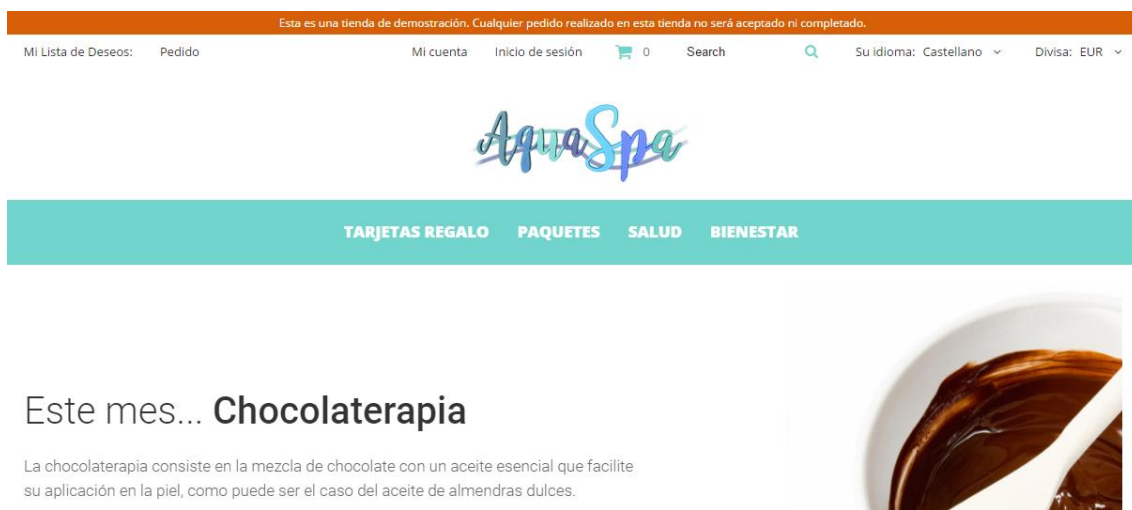 Esta es una tienda de demostración. Cualquier pedido realizado en esta tienda no será aceptado ni completado.
Mi Lista de Deseos: Pedido Mi cuenta Inicio de sesión 0 Search Su idioma: Castellano Divisa: EUR
AquaSpa
TARJETAS REGALO PAQUETES SALUD BIENESTAR
Este mes... Chocolaterapia
La chocolaterapia consiste en la mezcla de chocolate con un aceite esencial que facilite
su aplicación en la piel, como puede ser el caso del aceite de almendras dulces.